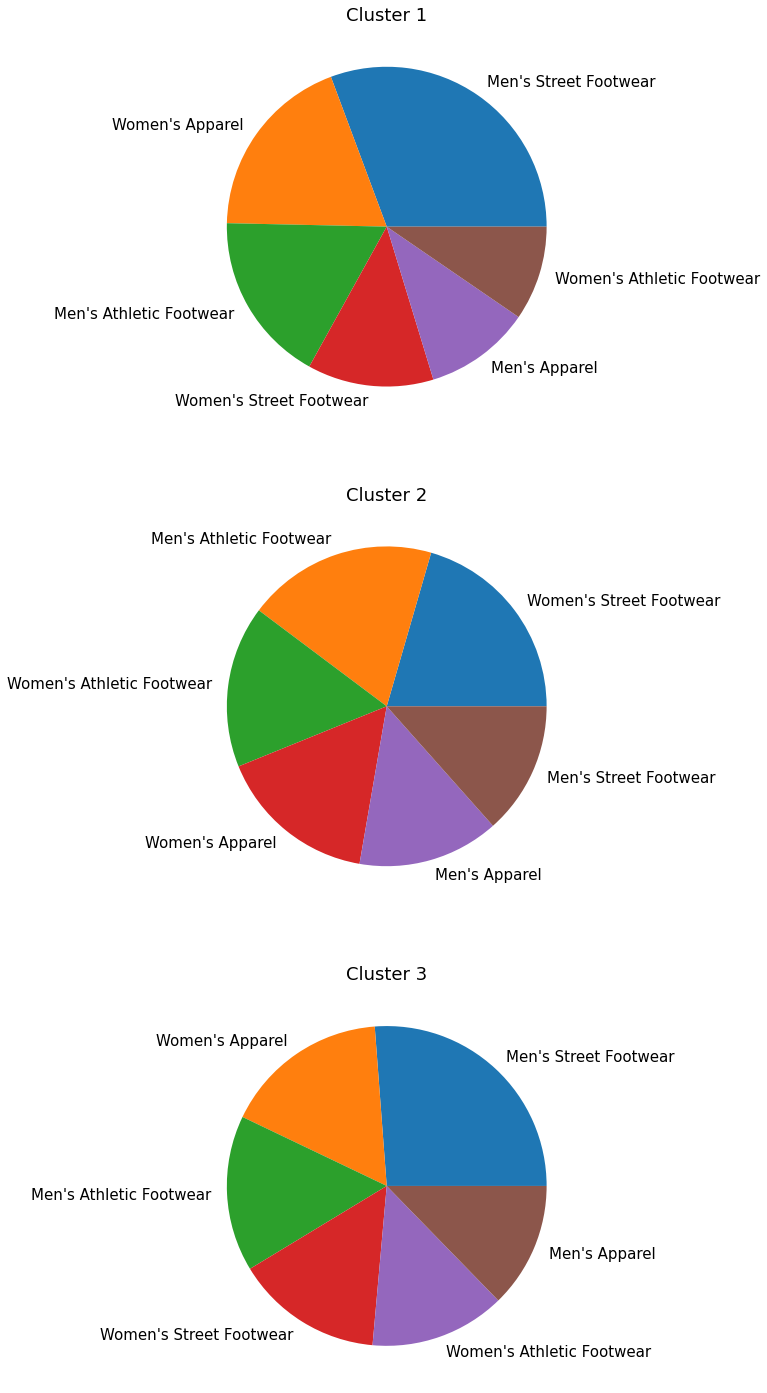 Cluster 1
Men's Street Footwear
Women's Apparel
Women's Athletic Footwear
Men's Athletic Footwear
Men's Apparel
Women's Street Footwear
Cluster 2
Men's Athletic Footwear
Women's Street Footwear
Women's Athletic Footwear
Men's Street Footwear
Women's Apparel
Men's Apparel
Cluster 3
Women's Apparel
Men's Street Footwear
Men's Athletic Footwear
Men's Apparel
Women's Street Footwear
Women's Athletic Footwear